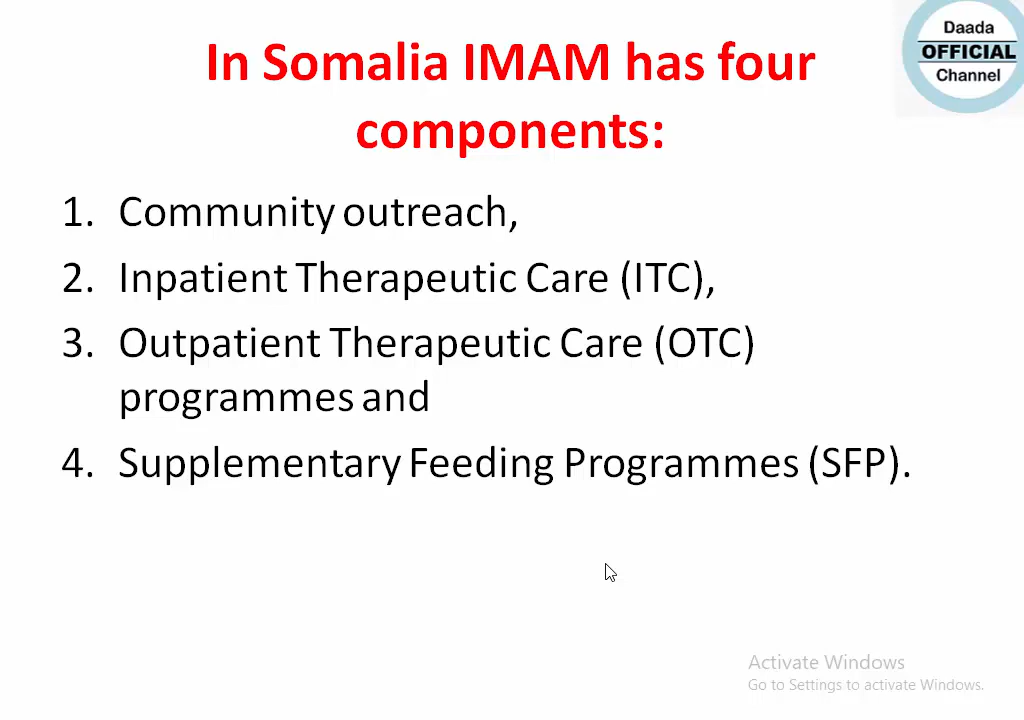 In Somalia IMAM has four
components:
1. Community outreach,
2. Inpatient Therapeutic Care (ITC),
3. Outpatient Therapeutic Care (OTC)
programmes and
4. Supplementary Feeding Programmes (SFP).
Daada
OFFICIAL
Channel
Activate Windows
Go to Settings to activate Windows.